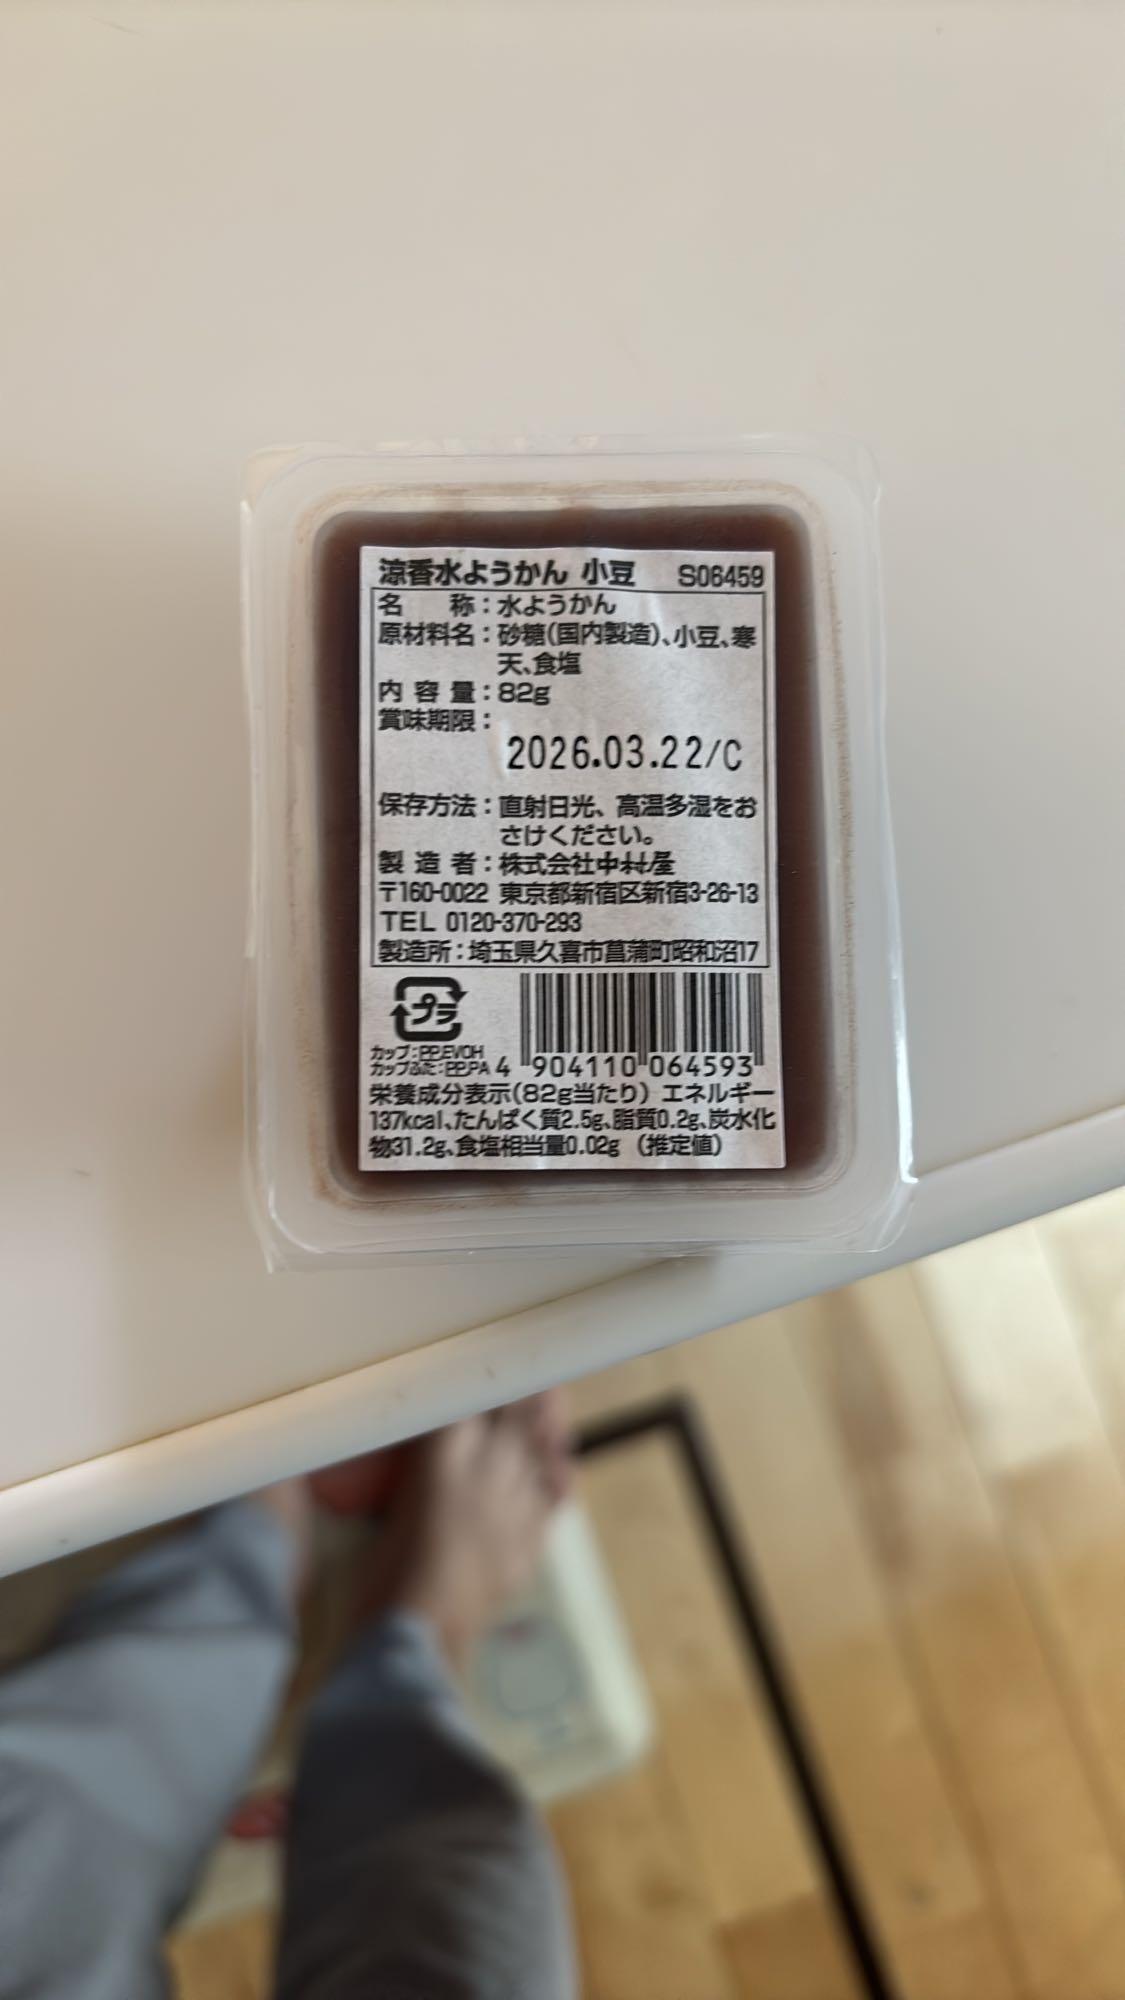 涼香水ようかん 小豆 S06459
名 称：水ようかん
原材料名：砂糖(国内製造)、小豆、寒
天、食塩
内容量：82g
賞味期限：
2026.03.22/C
保存方法：直射日光、高温多湿をお
さけください。
製造者：株式会社中村屋
〒160-0022 東京都新宿区新宿3-26-13
TEL 0120-370-293
製造所：埼玉県久喜市菖蒲町昭和沼17
プラ
カップ：PP,EVOH
カップふた：PP,PA
4 904110 064593
栄養成分表示(82g当たり) エネルギー
137kcal、たんぱく質2.5g、脂質0.2g、炭水化
物31.2g、食塩相当量0.02g (推定値)